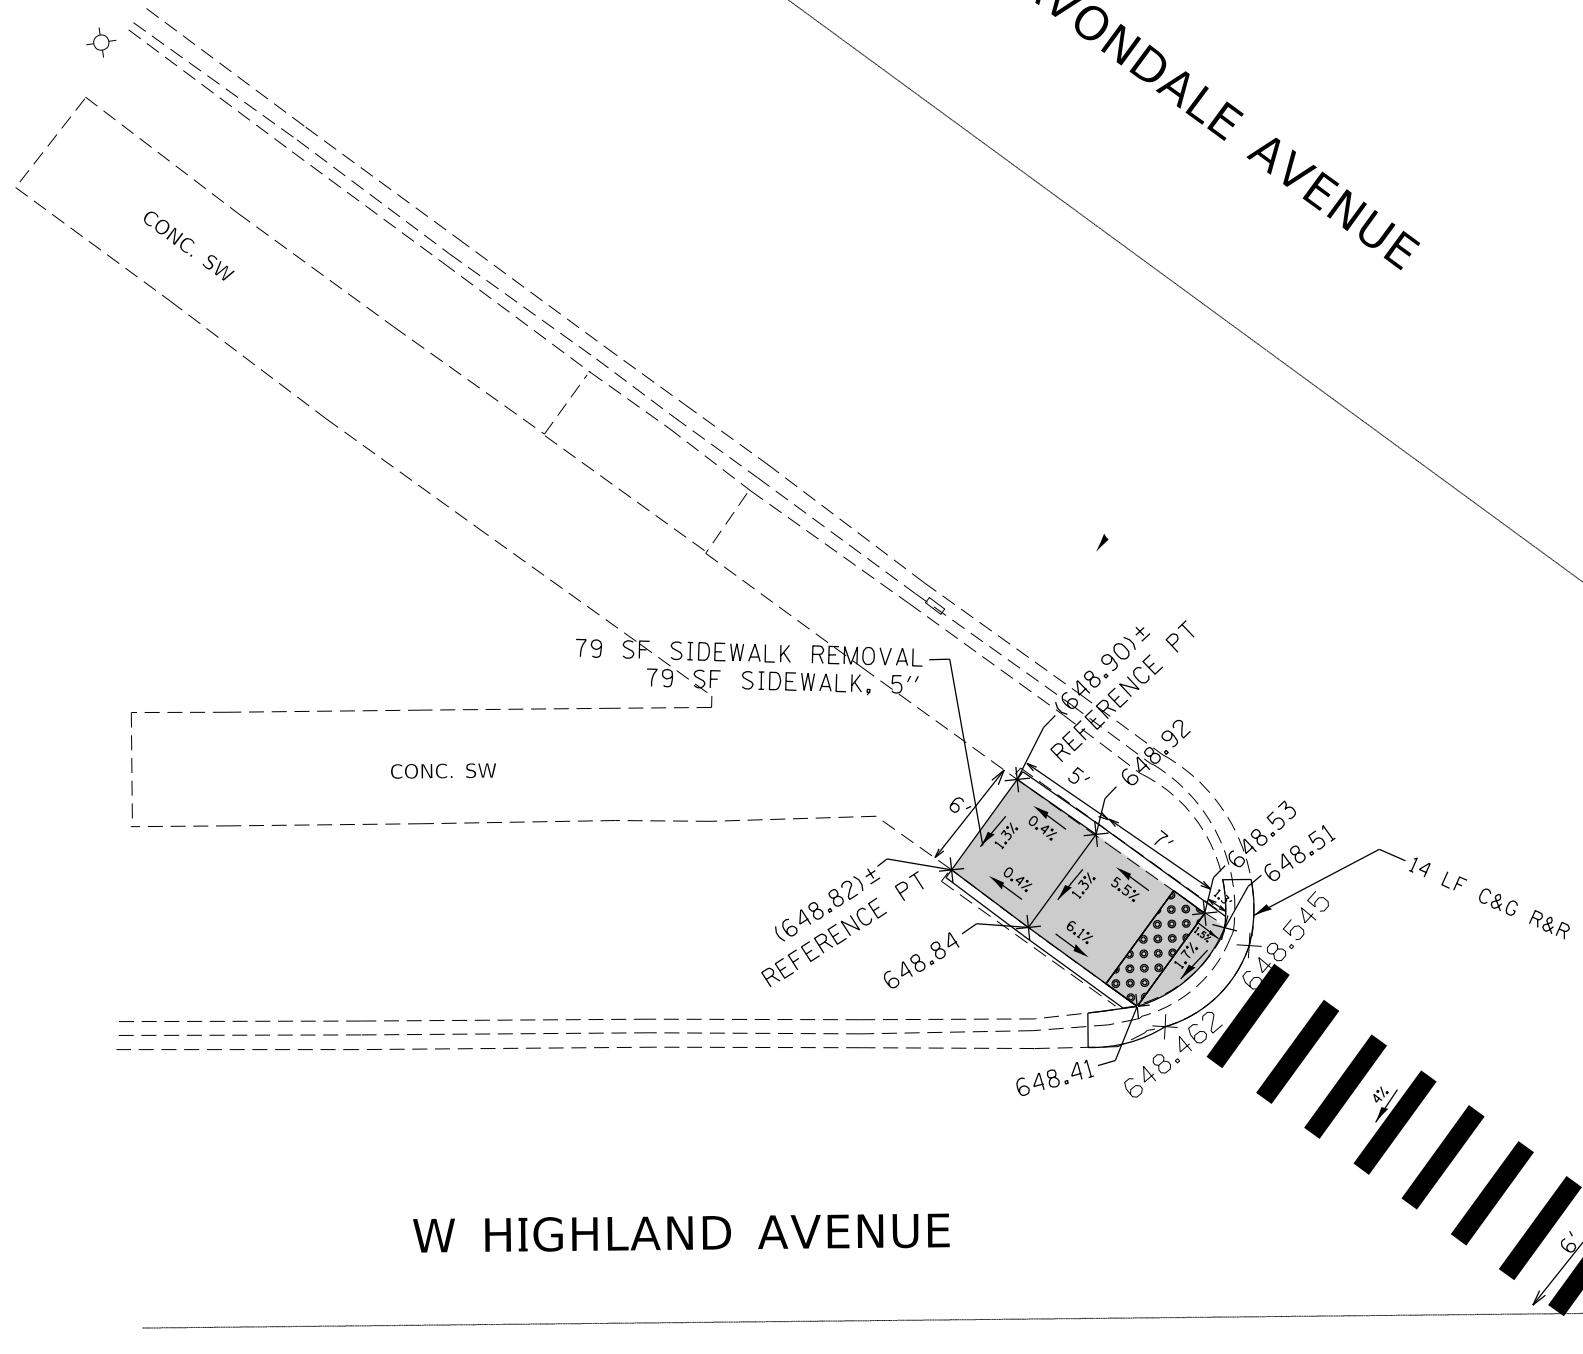 AVONDALE AVENUE
CONC. SW
79 SF SIDEWALK REMOVAL
79 SF SIDEWALK, 5''
(648.90)±
REFERENCE PT
648.92
CONC. SW
5'
6'
7'
648.53
648.51
14 LF C&G R&R
1.3%
0.4%
0.4%
1.3%
5.5%
6.1%
1.5%
1.7%
(648.82)±
REFERENCE PT
648.84
648.545
648.462
648.41
4%
6'
W HIGHLAND AVENUE